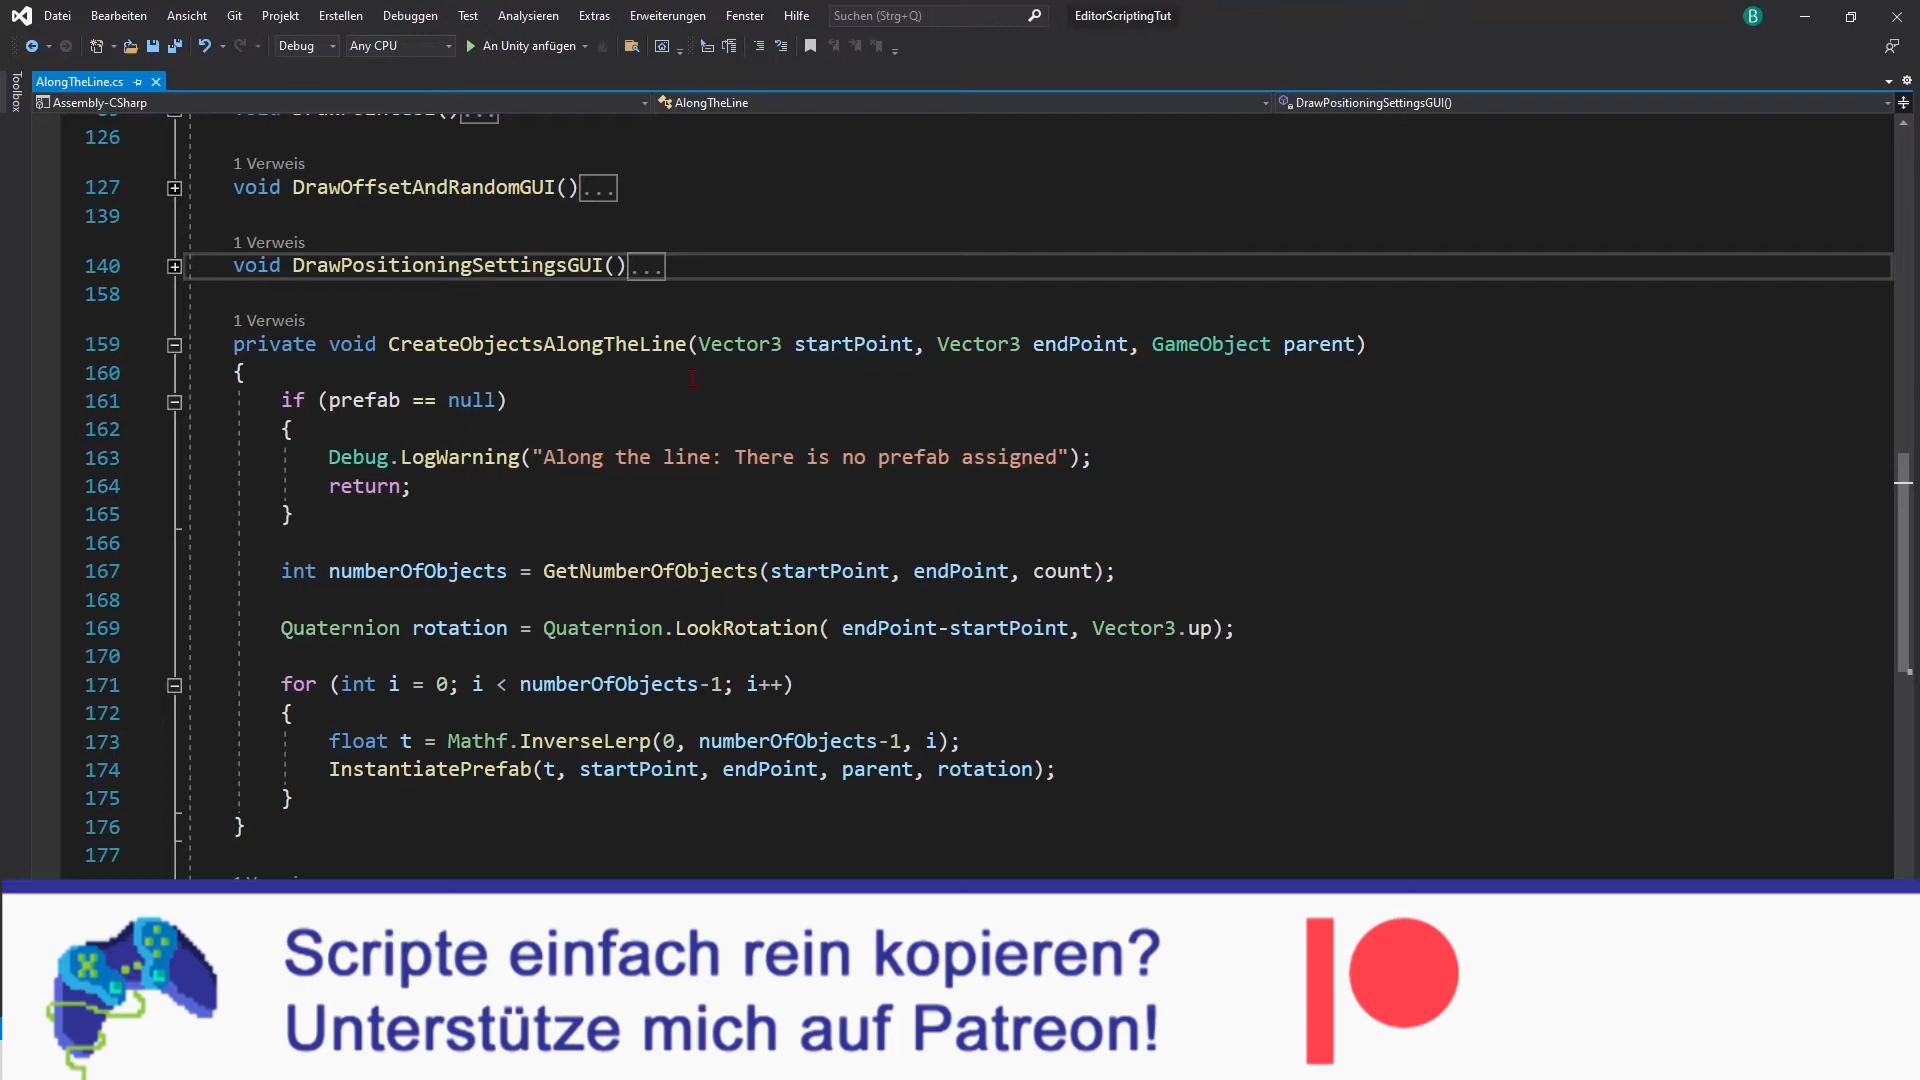 Datei Bearbeiten Ansicht Git Projekt Erstellen Debuggen Test Analysieren Extras Erweiterungen Fenster Hilfe Suchen (Strg+Q) EditorScriptingTut B
Debug Any CPU An Unity anfügen
Toolbox
AlongTheLine.cs
Assembly-CSharp AlongTheLine DrawPositioningSettingsGUI()
126
1 Verweis
127 void DrawOffsetAndRandomGUI()...
139
1 Verweis
140 void DrawPositioningSettingsGUI()...
158
1 Verweis
159 private void CreateObjectsAlongTheLine(Vector3 startPoint, Vector3 endPoint, GameObject parent)
160 {
161 if (prefab == null)
162 {
163 Debug.LogWarning("Along the line: There is no prefab assigned");
164 return;
165 }
166
167 int numberOfObjects = GetNumberOfObjects(startPoint, endPoint, count);
168
169 Quaternion rotation = Quaternion.LookRotation( endPoint-startPoint, Vector3.up);
170
171 for (int i = 0; i < numberOfObjects-1; i++)
172 {
173 float t = Mathf.InverseLerp(0, numberOfObjects-1, i);
174 InstantiatePrefab(t, startPoint, endPoint, parent, rotation);
175 }
176 }
177
Scripte einfach rein kopieren?
Unterstütze mich auf Patreon!